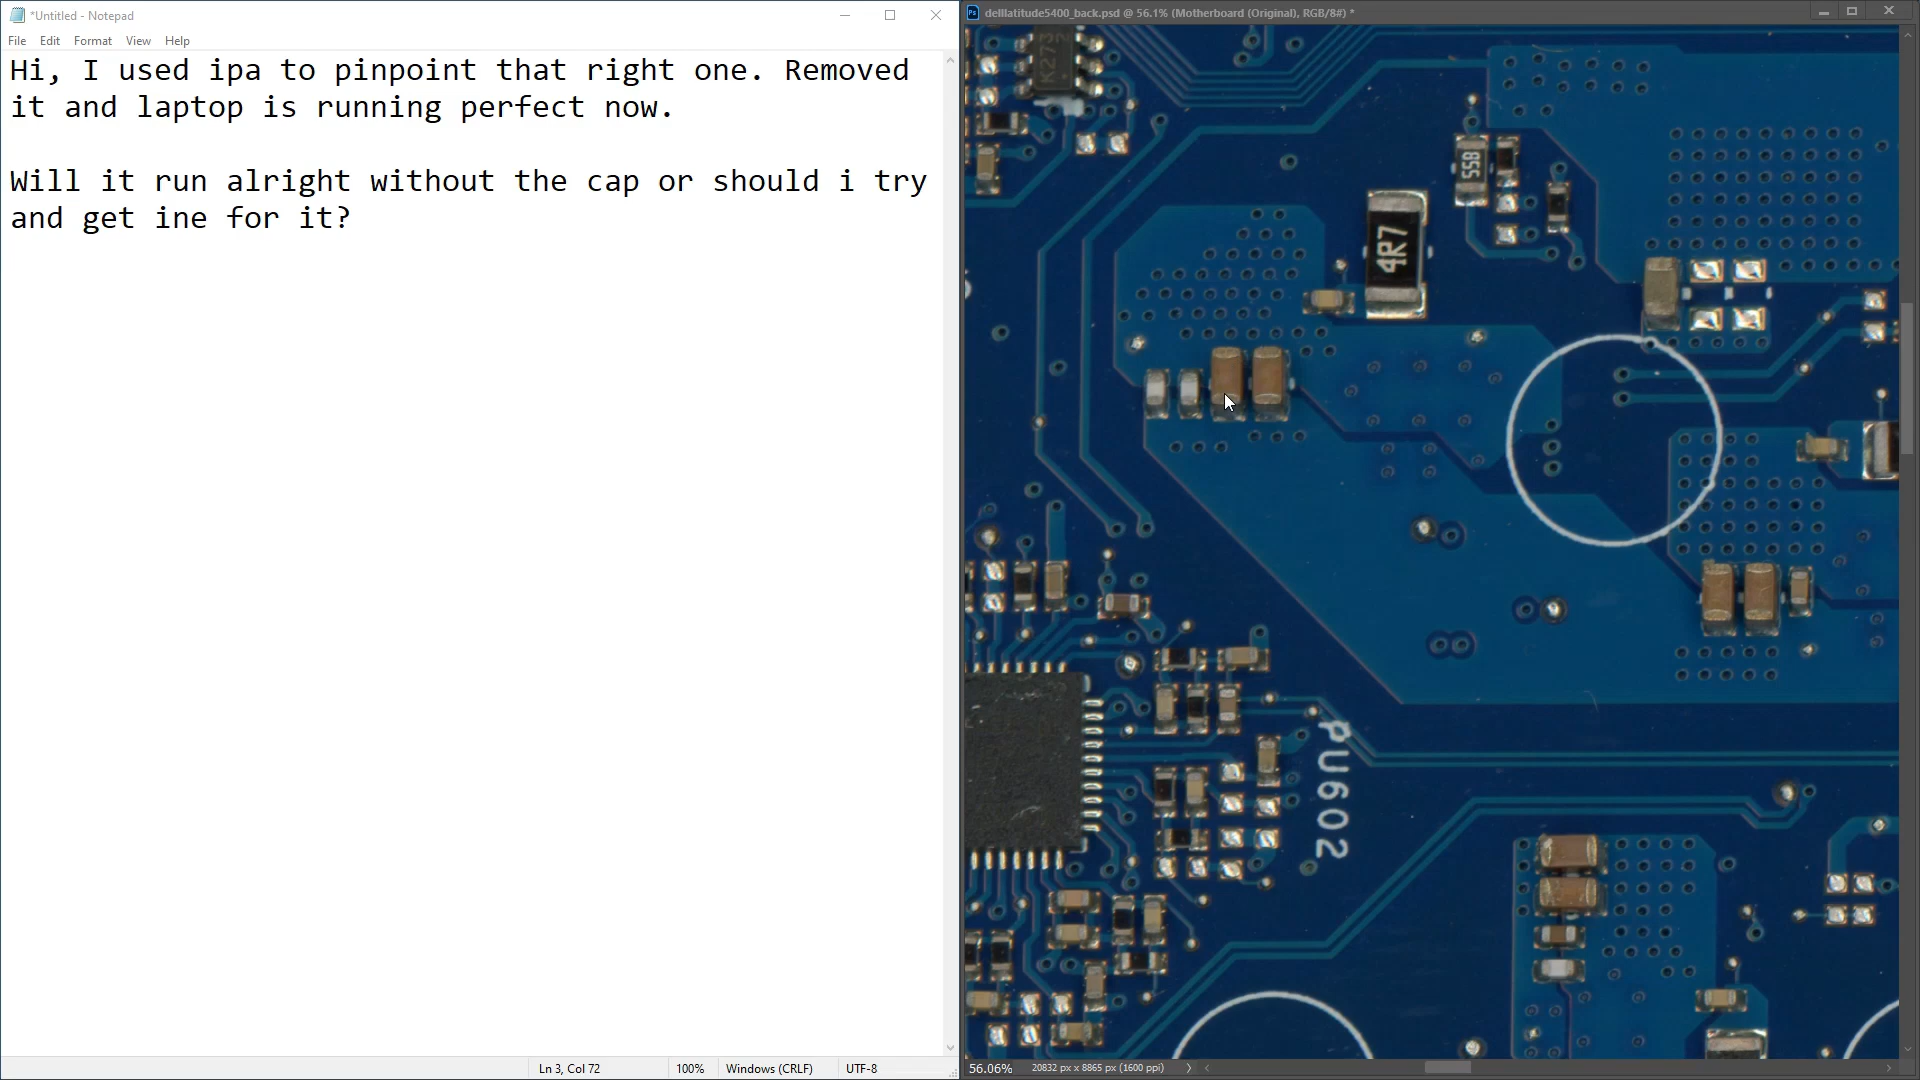 *Untitled - Notepad
File Edit Format View Help
Hi, I used ipa to pinpoint that right one. Removed
it and laptop is running perfect now.
Will it run alright without the cap or should i try
and get ine for it?
Ln 3, Col 72 100% Windows (CRLF) UTF-8
Ps delllatitude5400_back.psd @ 56.1% (Motherboard (Original), RGB/8#) *
K273
55B
4R7
PU602
56.06% 20832 px x 8865 px (1600 ppi)